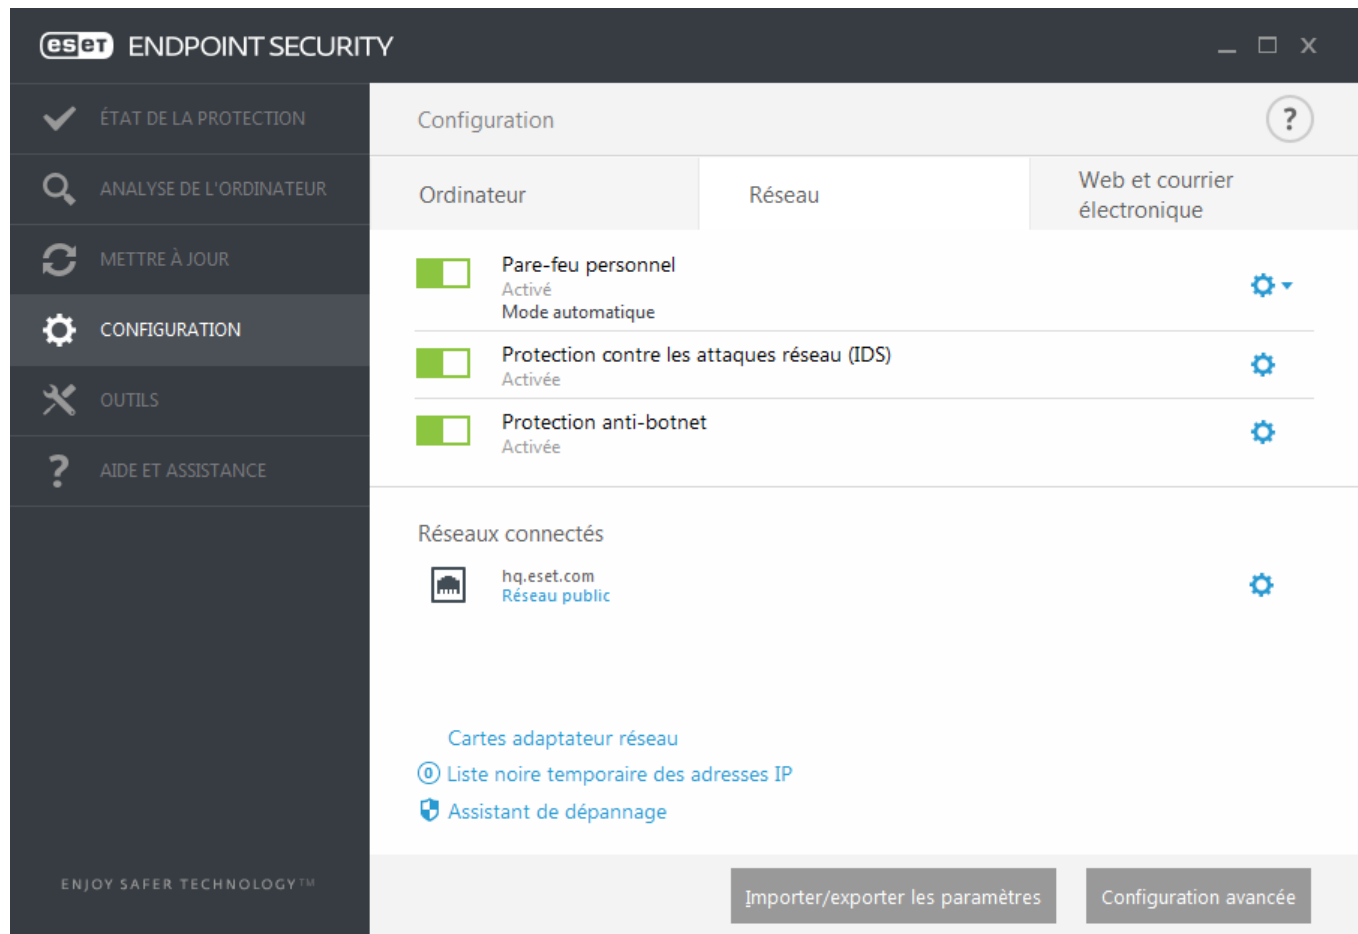 eset ENDPOINT SECURITY
ÉTAT DE LA PROTECTION
ANALYSE DE L'ORDINATEUR
METTRE À JOUR
CONFIGURATION
OUTILS
? AIDE ET ASSISTANCE
ENJOY SAFER TECHNOLOGY™
Configuration
?
Ordinateur
Réseau
Web et courrier
électronique
Pare-feu personnel
Activé
Mode automatique
Protection contre les attaques réseau (IDS)
Activée
Protection anti-botnet
Activée
Réseaux connectés
hq.eset.com
Réseau public
Cartes adaptateur réseau
0 Liste noire temporaire des adresses IP
Assistant de dépannage
Importer/exporter les paramètres
Configuration avancée